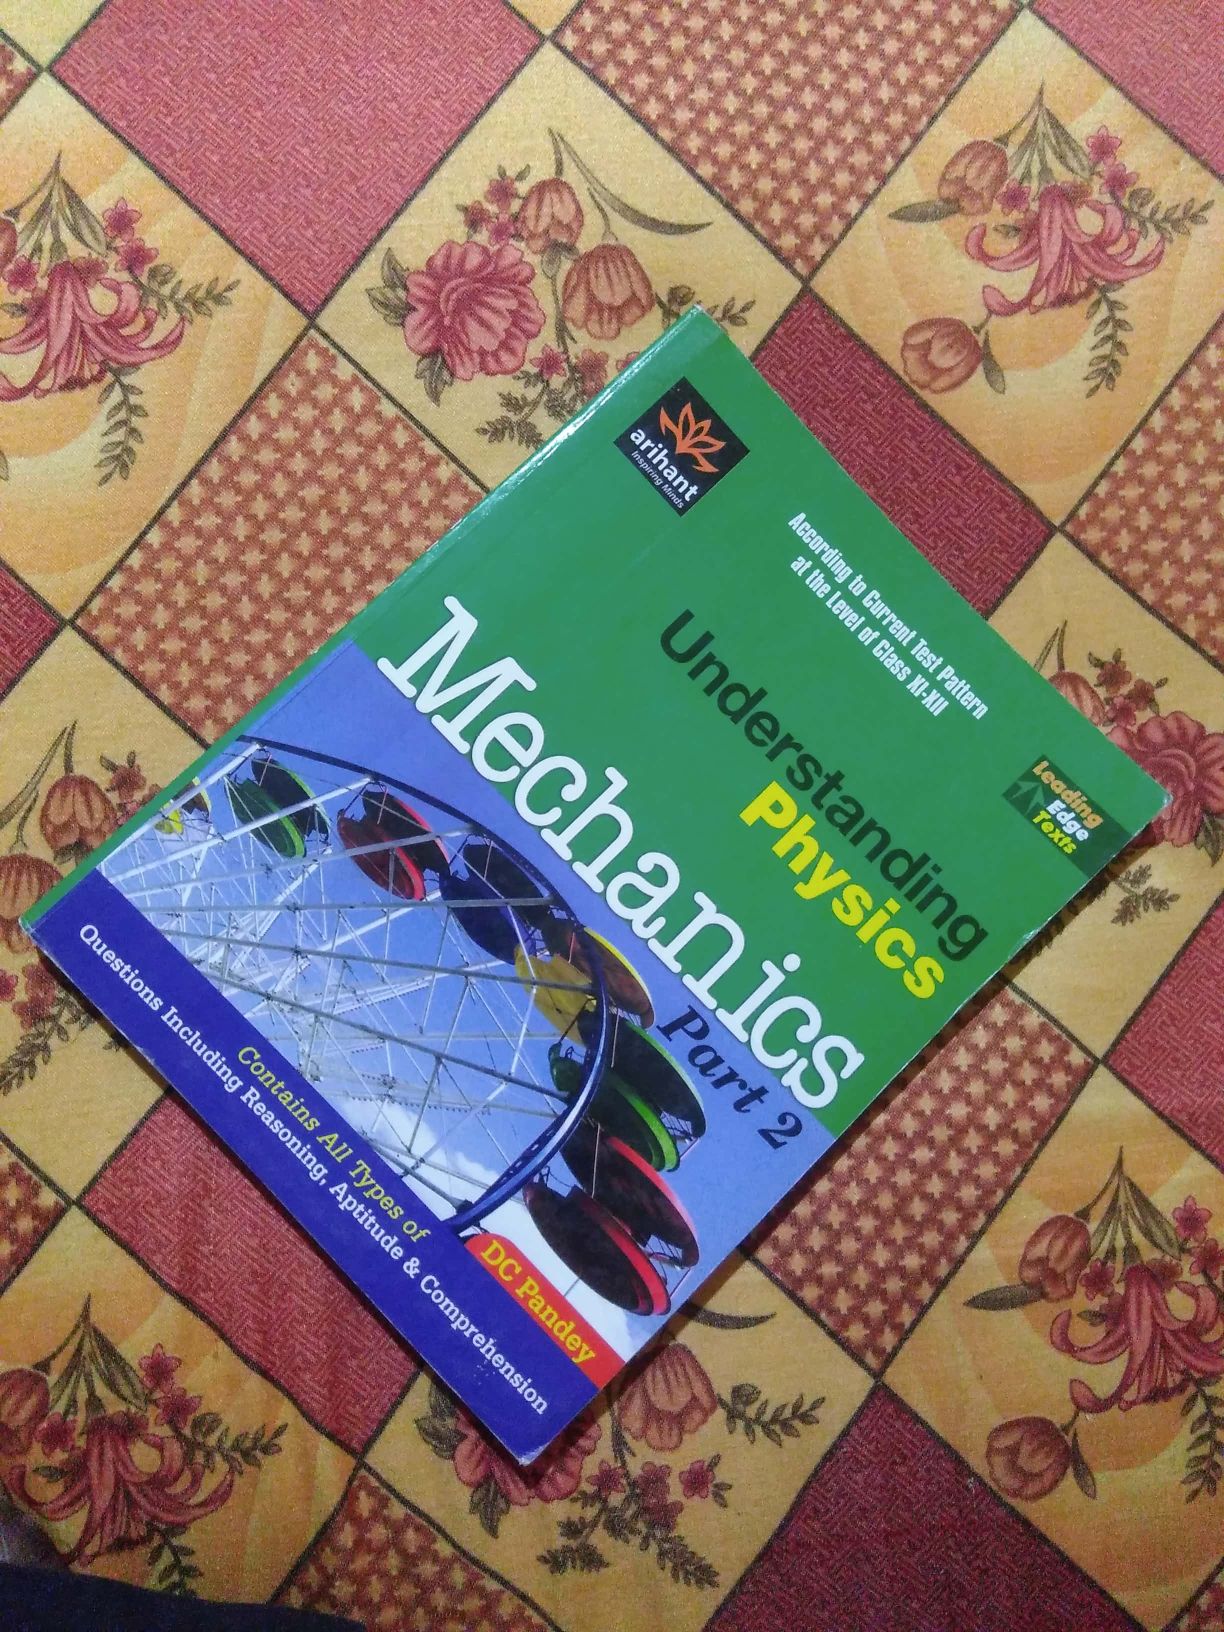 arihant
Inspiring Minds
According to Current Test Pattern
at the Level of Class XI-XII
Leading
Edge
Texts
Understanding
Physics
Mechanics
Part 2
DC Pandey
Contains All Types of
Questions Including Reasoning, Aptitude & Comprehension